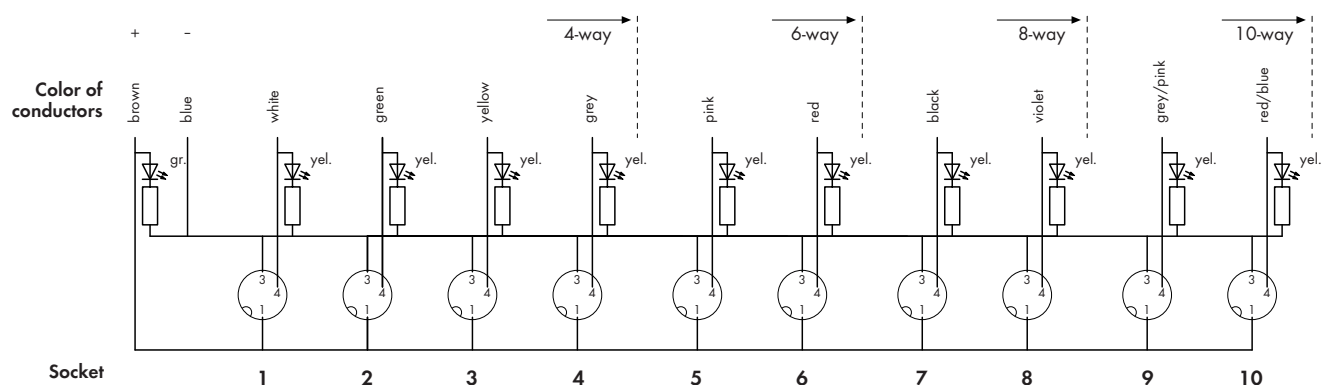 4-way 6-way 8-way 10-way
+ –
Color of
conductors
brown blue white green yellow grey pink red black violet grey/pink red/blue
gr. yel. yel. yel. yel. yel. yel. yel. yel. yel. yel.
3 3 3 3 3 3 3 3 3 3
4 4 4 4 4 4 4 4 4 4
1 1 1 1 1 1 1 1 1 1
Socket 1 2 3 4 5 6 7 8 9 10